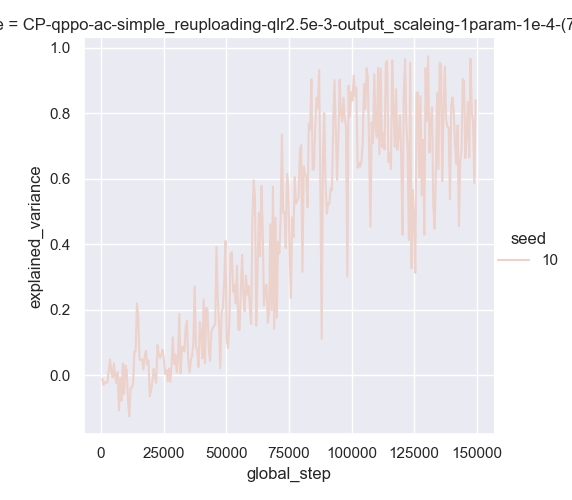 e = CP-qppo-ac-simple_reuploading-qlr2.5e-3-output_scaleing-1param-1e-4-(7
1.0
0.8
0.6
0.4
0.2
0.0
explained_variance
0 25000 50000 75000 100000 125000 150000
global_step
seed
10